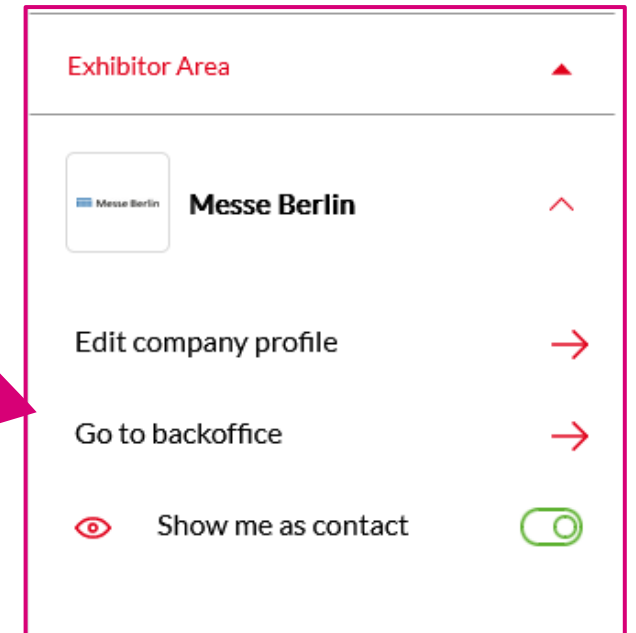 Exhibitor Area
Messe Berlin
Messe Berlin
Edit company profile
Go to backoffice
Show me as contact